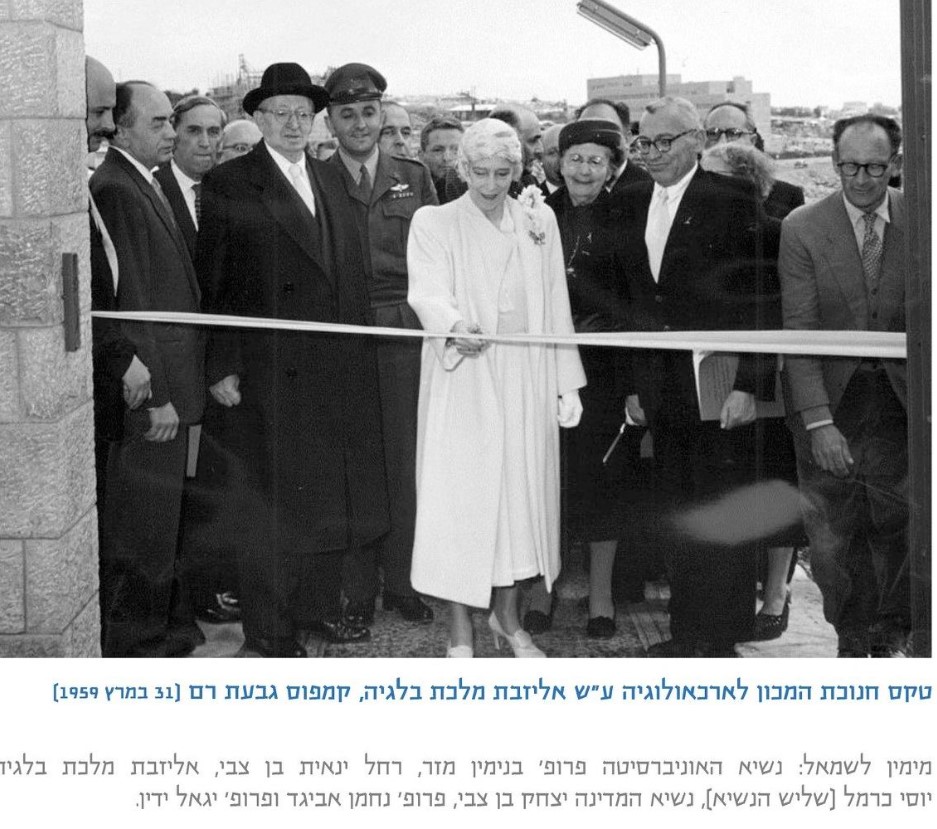 טקס חנוכת המכון לארכאולוגיה ע"ש אליזבת מלכת בלגיה, קמפוס גבעת רם (31 במרץ 1959)
מימין לשמאל: נשיא האוניברסיטה פרופ' בנימין מזר, רחל ינאית בן צבי, אליזבת מלכת בלגיה
יוסי כרמל (שליש הנשיא), נשיא המדינה יצחק בן צבי, פרופ' נחמן אביגד ופרופ' יגאל ידין.